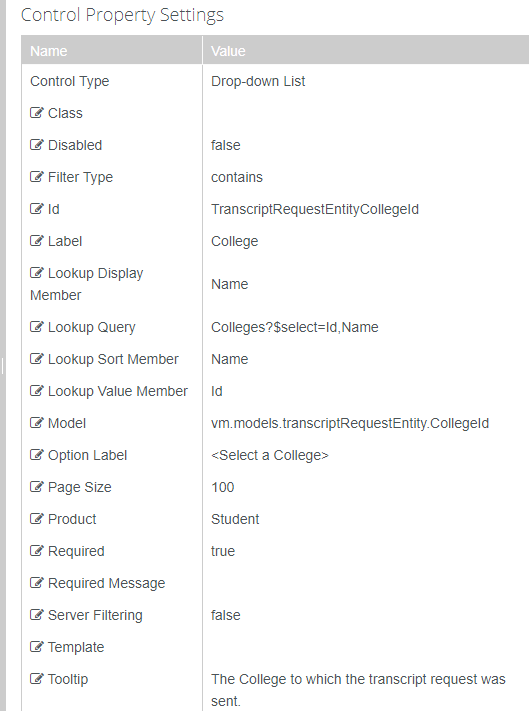 Control Property Settings
Name Value
Control Type Drop-down List
Class
Disabled false
Filter Type contains
Id TranscriptRequestEntityCollegeId
Label College
Lookup Display
Member Name
Lookup Query Colleges?$select=Id,Name
Lookup Sort Member Name
Lookup Value Member Id
Model vm.models.transcriptRequestEntity.CollegeId
Option Label <Select a College>
Page Size 100
Product Student
Required true
Required Message
Server Filtering false
Template
Tooltip The College to which the transcript request was
sent.